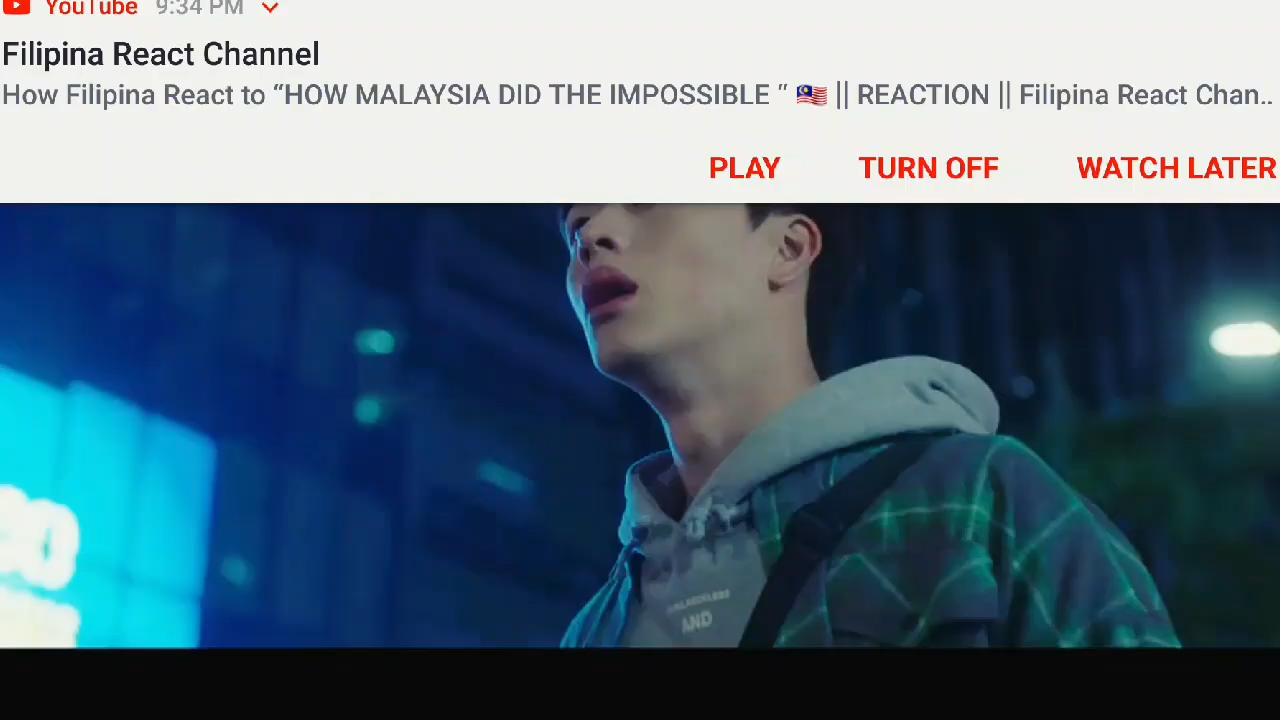 YouTube 9:34 PM
Filipina React Channel
How Filipina React to “HOW MALAYSIA DID THE IMPOSSIBLE “ 🇲🇾 || REACTION || Filipina React Chan..
PLAY TURN OFF WATCH LATER
AND